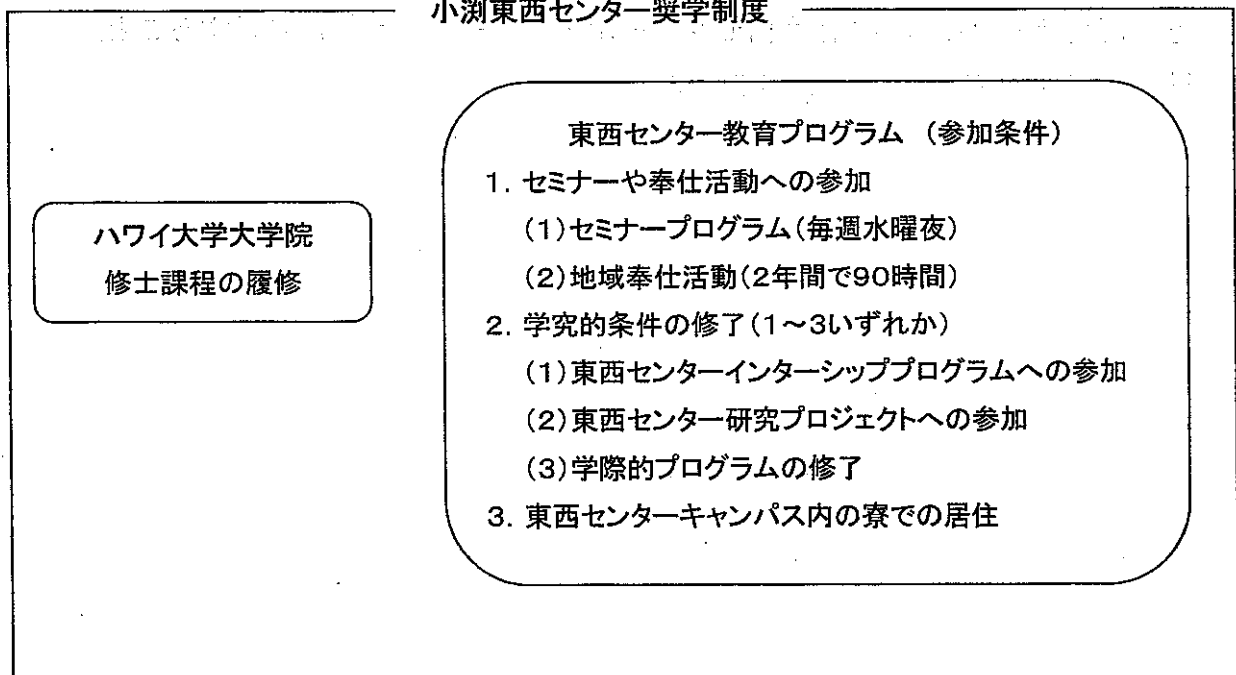 小渕東西センター奨学制度
ハワイ大学大学院
修士課程の履修
東西センター教育プログラム （参加条件）
1. セミナーや奉仕活動への参加
(1)セミナープログラム(毎週水曜夜)
(2)地域奉仕活動(2年間で90時間)
2. 学究的条件の修了(1～3いずれか)
(1)東西センターインターシッププログラムへの参加
(2)東西センター研究プロジェクトへの参加
(3)学際的プログラムの修了
3. 東西センターキャンパス内の寮での居住